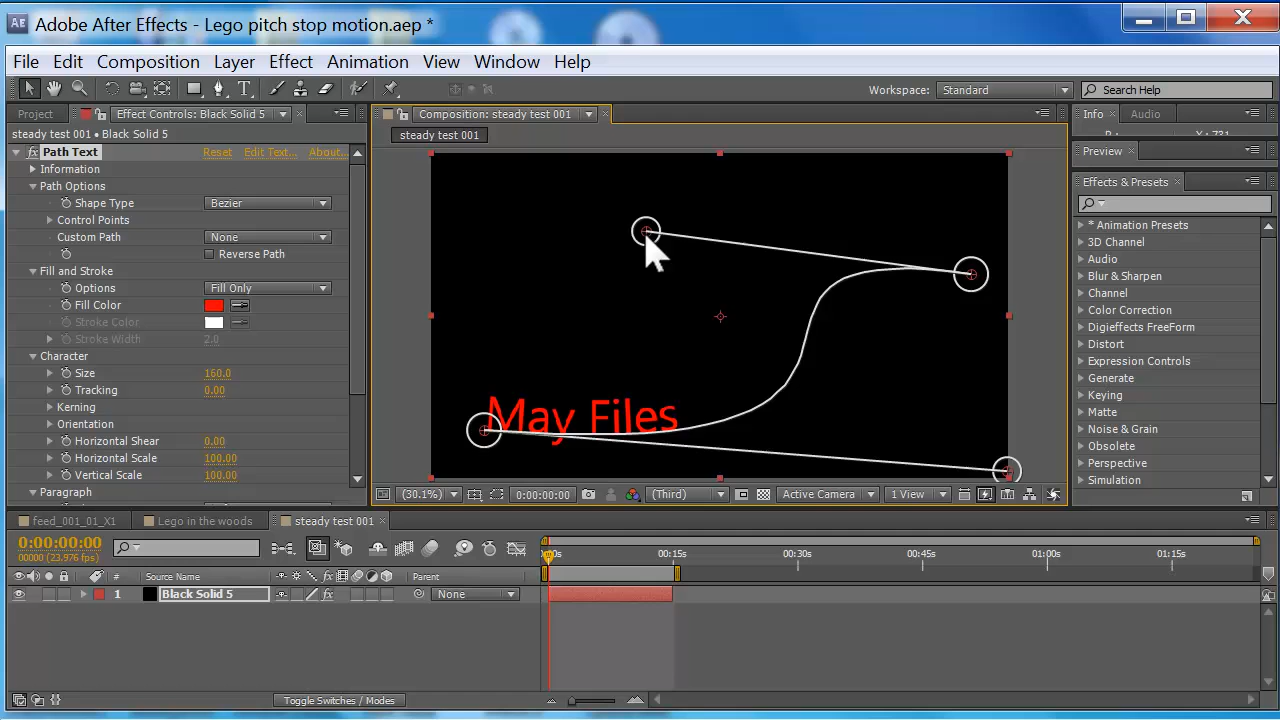 Adobe After Effects - Lego pitch stop motion.aep *
File Edit Composition Layer Effect Animation View Window Help
Workspace: Standard Search Help
Project Effect Controls: Black Solid 5
steady test 001 • Black Solid 5
fx Path Text Reset Edit Text... About...
Information
Path Options
Shape Type Bezier
Control Points
Custom Path None
Reverse Path
Fill and Stroke
Options Fill Only
Fill Color
Stroke Color
Stroke Width 2.0
Character
Size 160.0
Tracking 0.00
Kerning
Orientation
Horizontal Shear 0.00
Horizontal Scale 100.00
Vertical Scale 100.00
Paragraph
Composition: steady test 001
steady test 001
May Files
(30.1%) 0:00:00:00 (Third) Active Camera 1 View
Info Audio
Preview
Effects & Presets
* Animation Presets
3D Channel
Audio
Blur & Sharpen
Channel
Color Correction
Digieffects FreeForm
Distort
Expression Controls
Generate
Keying
Matte
Noise & Grain
Obsolete
Perspective
Simulation
feed_001_01_X1 Lego in the woods steady test 001
0:00:00:00
00000 (23.976 fps)
# Source Name fx Parent
1 Black Solid 5 fx None
00:15s 00:30s 00:45s 01:00s 01:15s
Toggle Switches / Modes